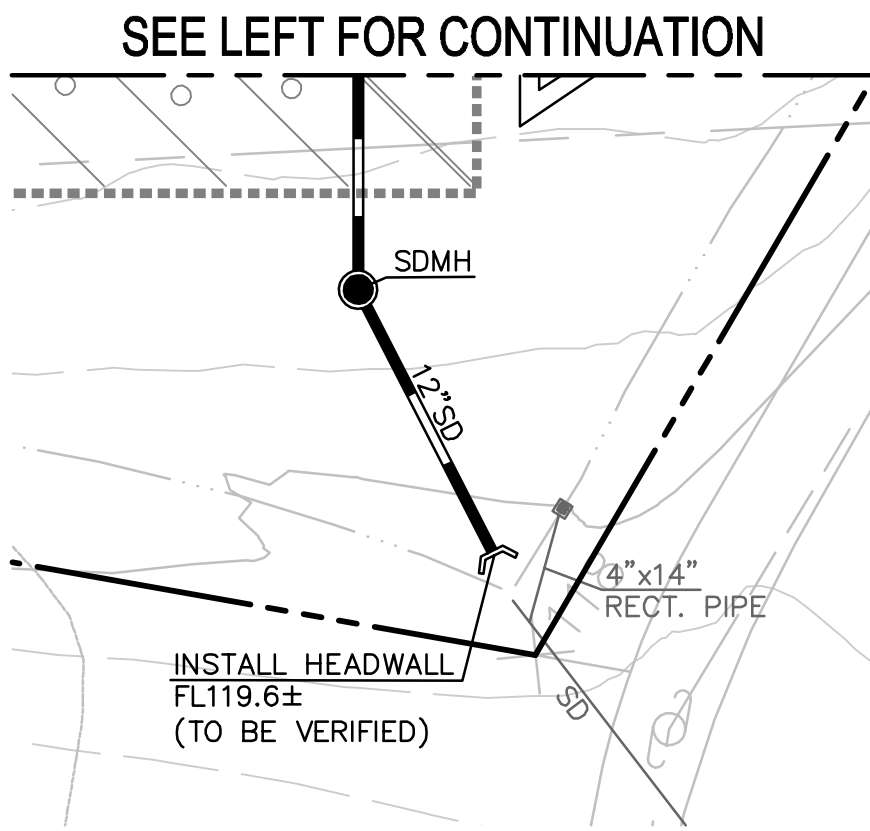 SEE LEFT FOR CONTINUATION
SDMH
12"SD
4"x14"
RECT. PIPE
INSTALL HEADWALL
FL119.6±
(TO BE VERIFIED)
SD